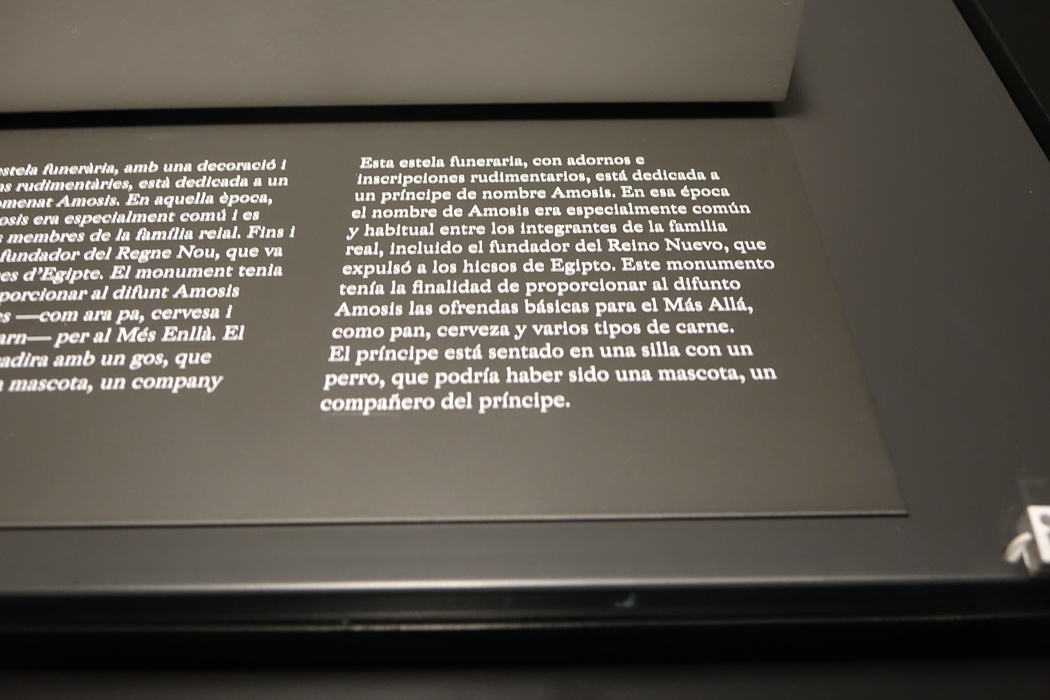 estela funerària, amb una decoració i
rudimentàries, està dedicada a un
Amosis. En aquella època,
era especialment comú i es
membres de la família reial. Fins i
fundador del Regne Nou, que va
d'Egipte. El monument tenia
proporcionar al difunt Amosis
—com ara pa, cervesa i
per al Més Enllà. El
amb un gos, que
mascota, un company
Esta estela funeraria, con adornos e
inscripciones rudimentarios, está dedicada a
un príncipe de nombre Amosis. En esa época
el nombre de Amosis era especialmente común
y habitual entre los integrantes de la familia
real, incluido el fundador del Reino Nuevo, que
expulsó a los hicsos de Egipto. Este monumento
tenía la finalidad de proporcionar al difunto
Amosis las ofrendas básicas para el Más Allá,
como pan, cerveza y varios tipos de carne.
El príncipe está sentado en una silla con un
perro, que podría haber sido una mascota, un
compañero del príncipe.